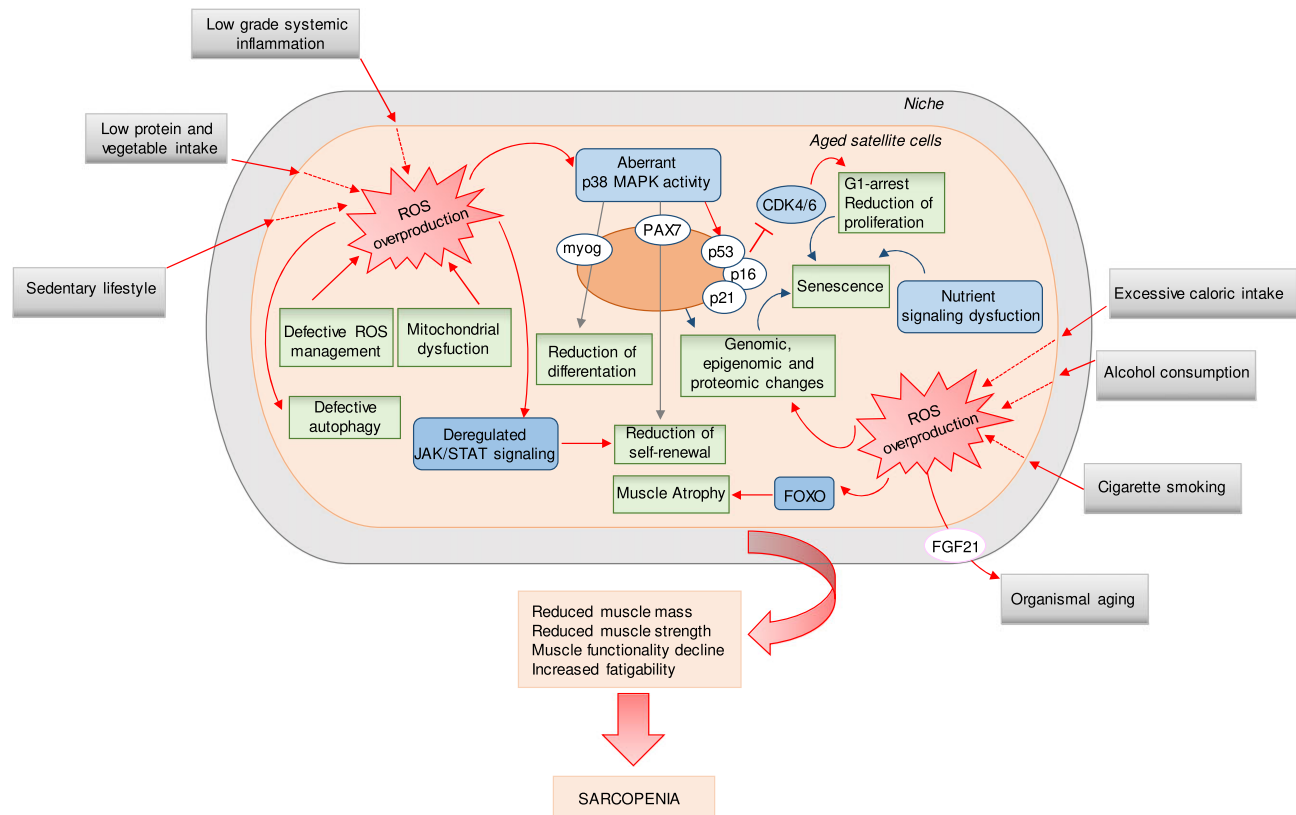 Low grade systemic
inflammation
Niche
Low protein and
vegetable intake
Aged satellite cells
Aberrant
p38 MAPK activity
G1-arrest
Reduction of
proliferation
CDK4/6
ROS
overproduction
PAX7
myog
p53
p16
p21
Sedentary lifestyle
Senescence
Nutrient
signaling dysfuction
Excessive caloric intake
Defective ROS
management
Mitochondrial
dysfuction
Reduction of
differentation
Genomic,
epigenomic and
proteomic changes
Alcohol consumption
Defective
autophagy
ROS
overproduction
Deregulated
JAK/STAT signaling
Reduction of
self-renewal
Muscle Atrophy
FOXO
Cigarette smoking
FGF21
Organismal aging
Reduced muscle mass
Reduced muscle strength
Muscle functionality decline
Increased fatigability
SARCOPENIA